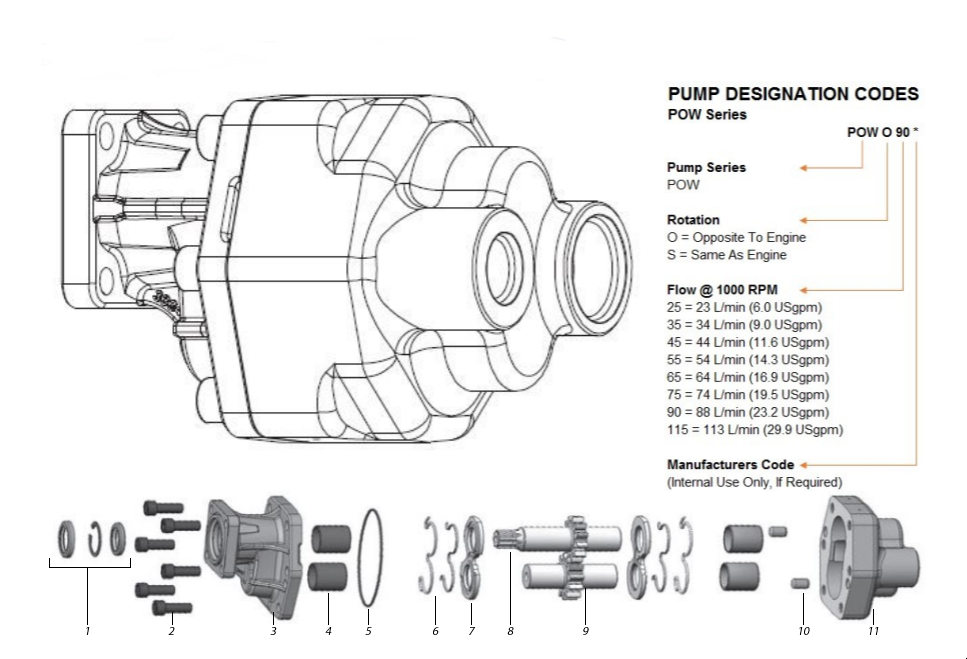 PUMP DESIGNATION CODES
POW Series
POW O 90 *
Pump Series
POW
Rotation
O = Opposite To Engine
S = Same As Engine
Flow @ 1000 RPM
25 = 23 L/min (6.0 USgpm)
35 = 34 L/min (9.0 USgpm)
45 = 44 L/min (11.6 USgpm)
55 = 54 L/min (14.3 USgpm)
65 = 64 L/min (16.9 USgpm)
75 = 74 L/min (19.5 USgpm)
90 = 88 L/min (23.2 USgpm)
115 = 113 L/min (29.9 USgpm)
Manufacturers Code
(Internal Use Only, If Required)
1 2 3 4 5 6 7 8 9 10 11